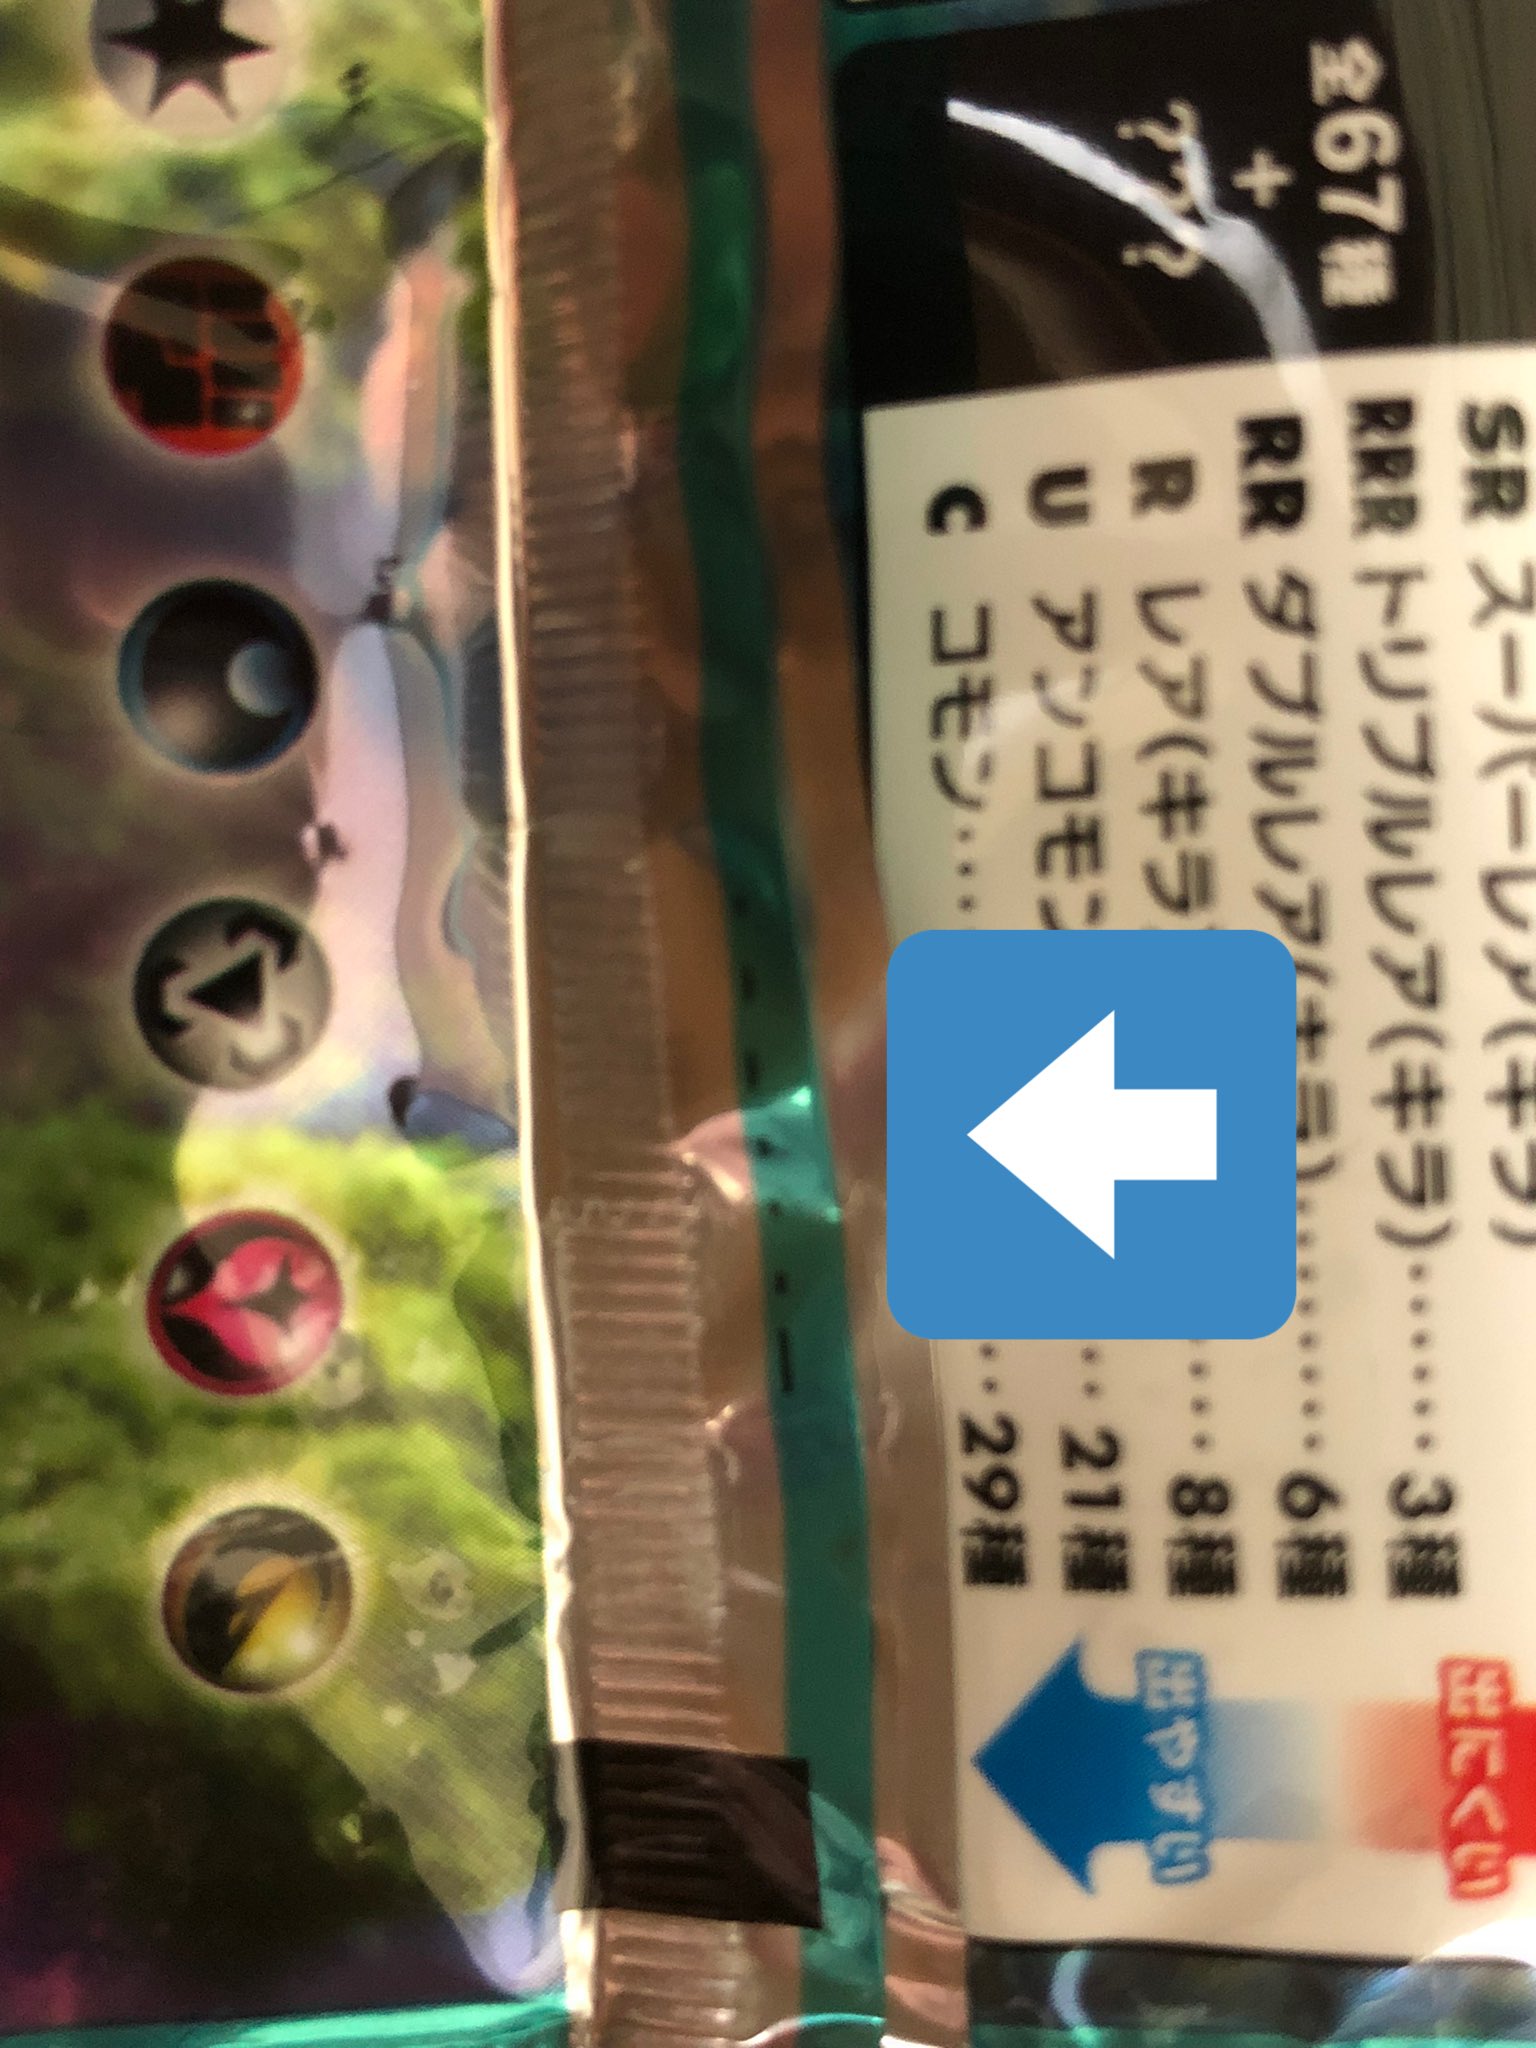 全67種
+
???
SR スーパーレア(キラ)
RRR トリプルレア(キラ)……3種
RR ダブルレア(キラ)……6種
R レア(キラ……8種
U アンコモン……21種
C コモン……29種
出にくい
出やすい